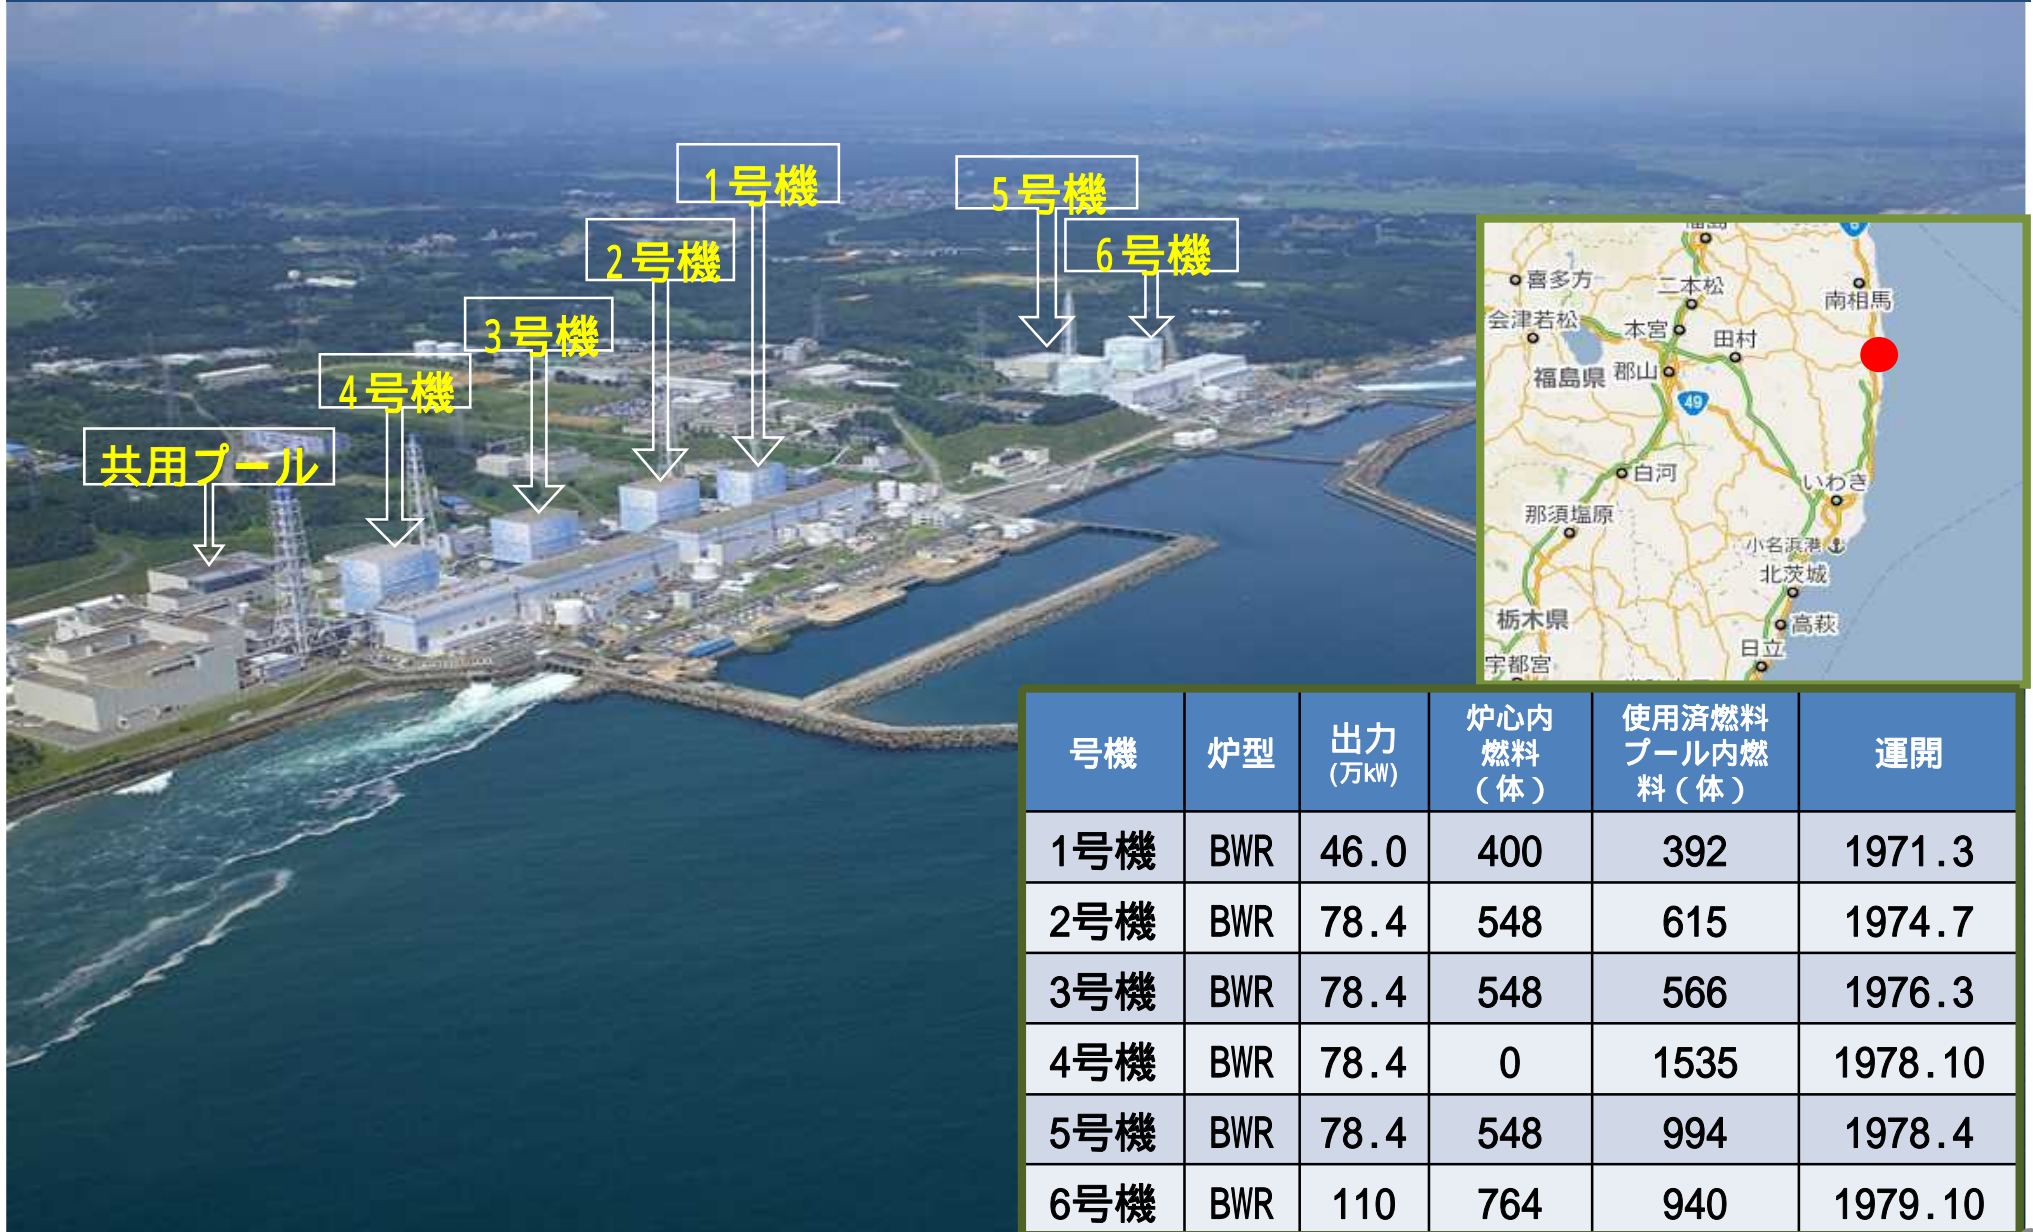 1号機
5号機
2号機
6号機
3号機
4号機
共用プール
福島
6
喜多方
二本松
南相馬
会津若松
本宮
田村
福島県
郡山
49
白河
いわき
那須塩原
小名浜港
北茨城
栃木県
高萩
日立
宇都宮
号機 炉型 出力 (万kW) 炉心内 燃料 (体) 使用済燃料 プール内燃 料(体) 運開
1号機 BWR 46.0 400 392 1971.3
2号機 BWR 78.4 548 615 1974.7
3号機 BWR 78.4 548 566 1976.3
4号機 BWR 78.4 0 1535 1978.10
5号機 BWR 78.4 548 994 1978.4
6号機 BWR 110 764 940 1979.10